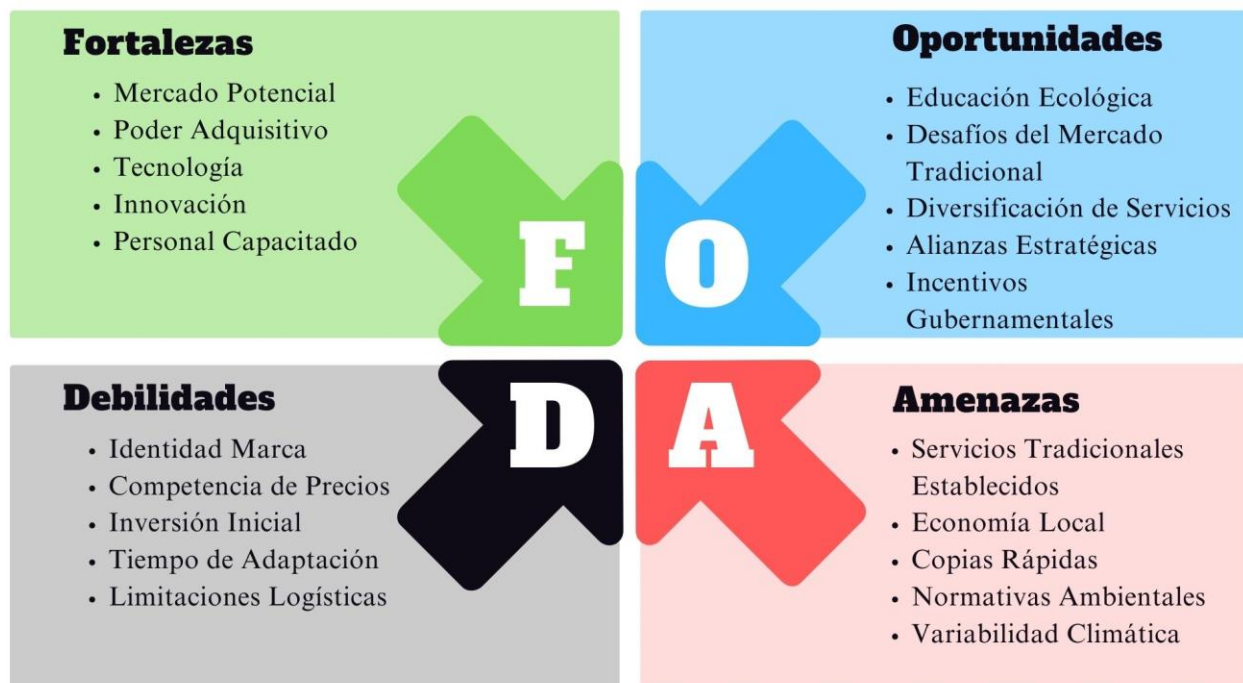 Fortalezas
• Mercado Potencial
• Poder Adquisitivo
• Tecnología
• Innovación
• Personal Capacitado
Oportunidades
• Educación Ecológica
• Desafíos del Mercado
Tradicional
• Diversificación de Servicios
• Alianzas Estratégicas
• Incentivos
Gubernamentales
F
O
D
A
Debilidades
• Identidad Marca
• Competencia de Precios
• Inversión Inicial
• Tiempo de Adaptación
• Limitaciones Logísticas
Amenazas
• Servicios Tradicionales
Establecidos
• Economía Local
• Copias Rápidas
• Normativas Ambientales
• Variabilidad Climática